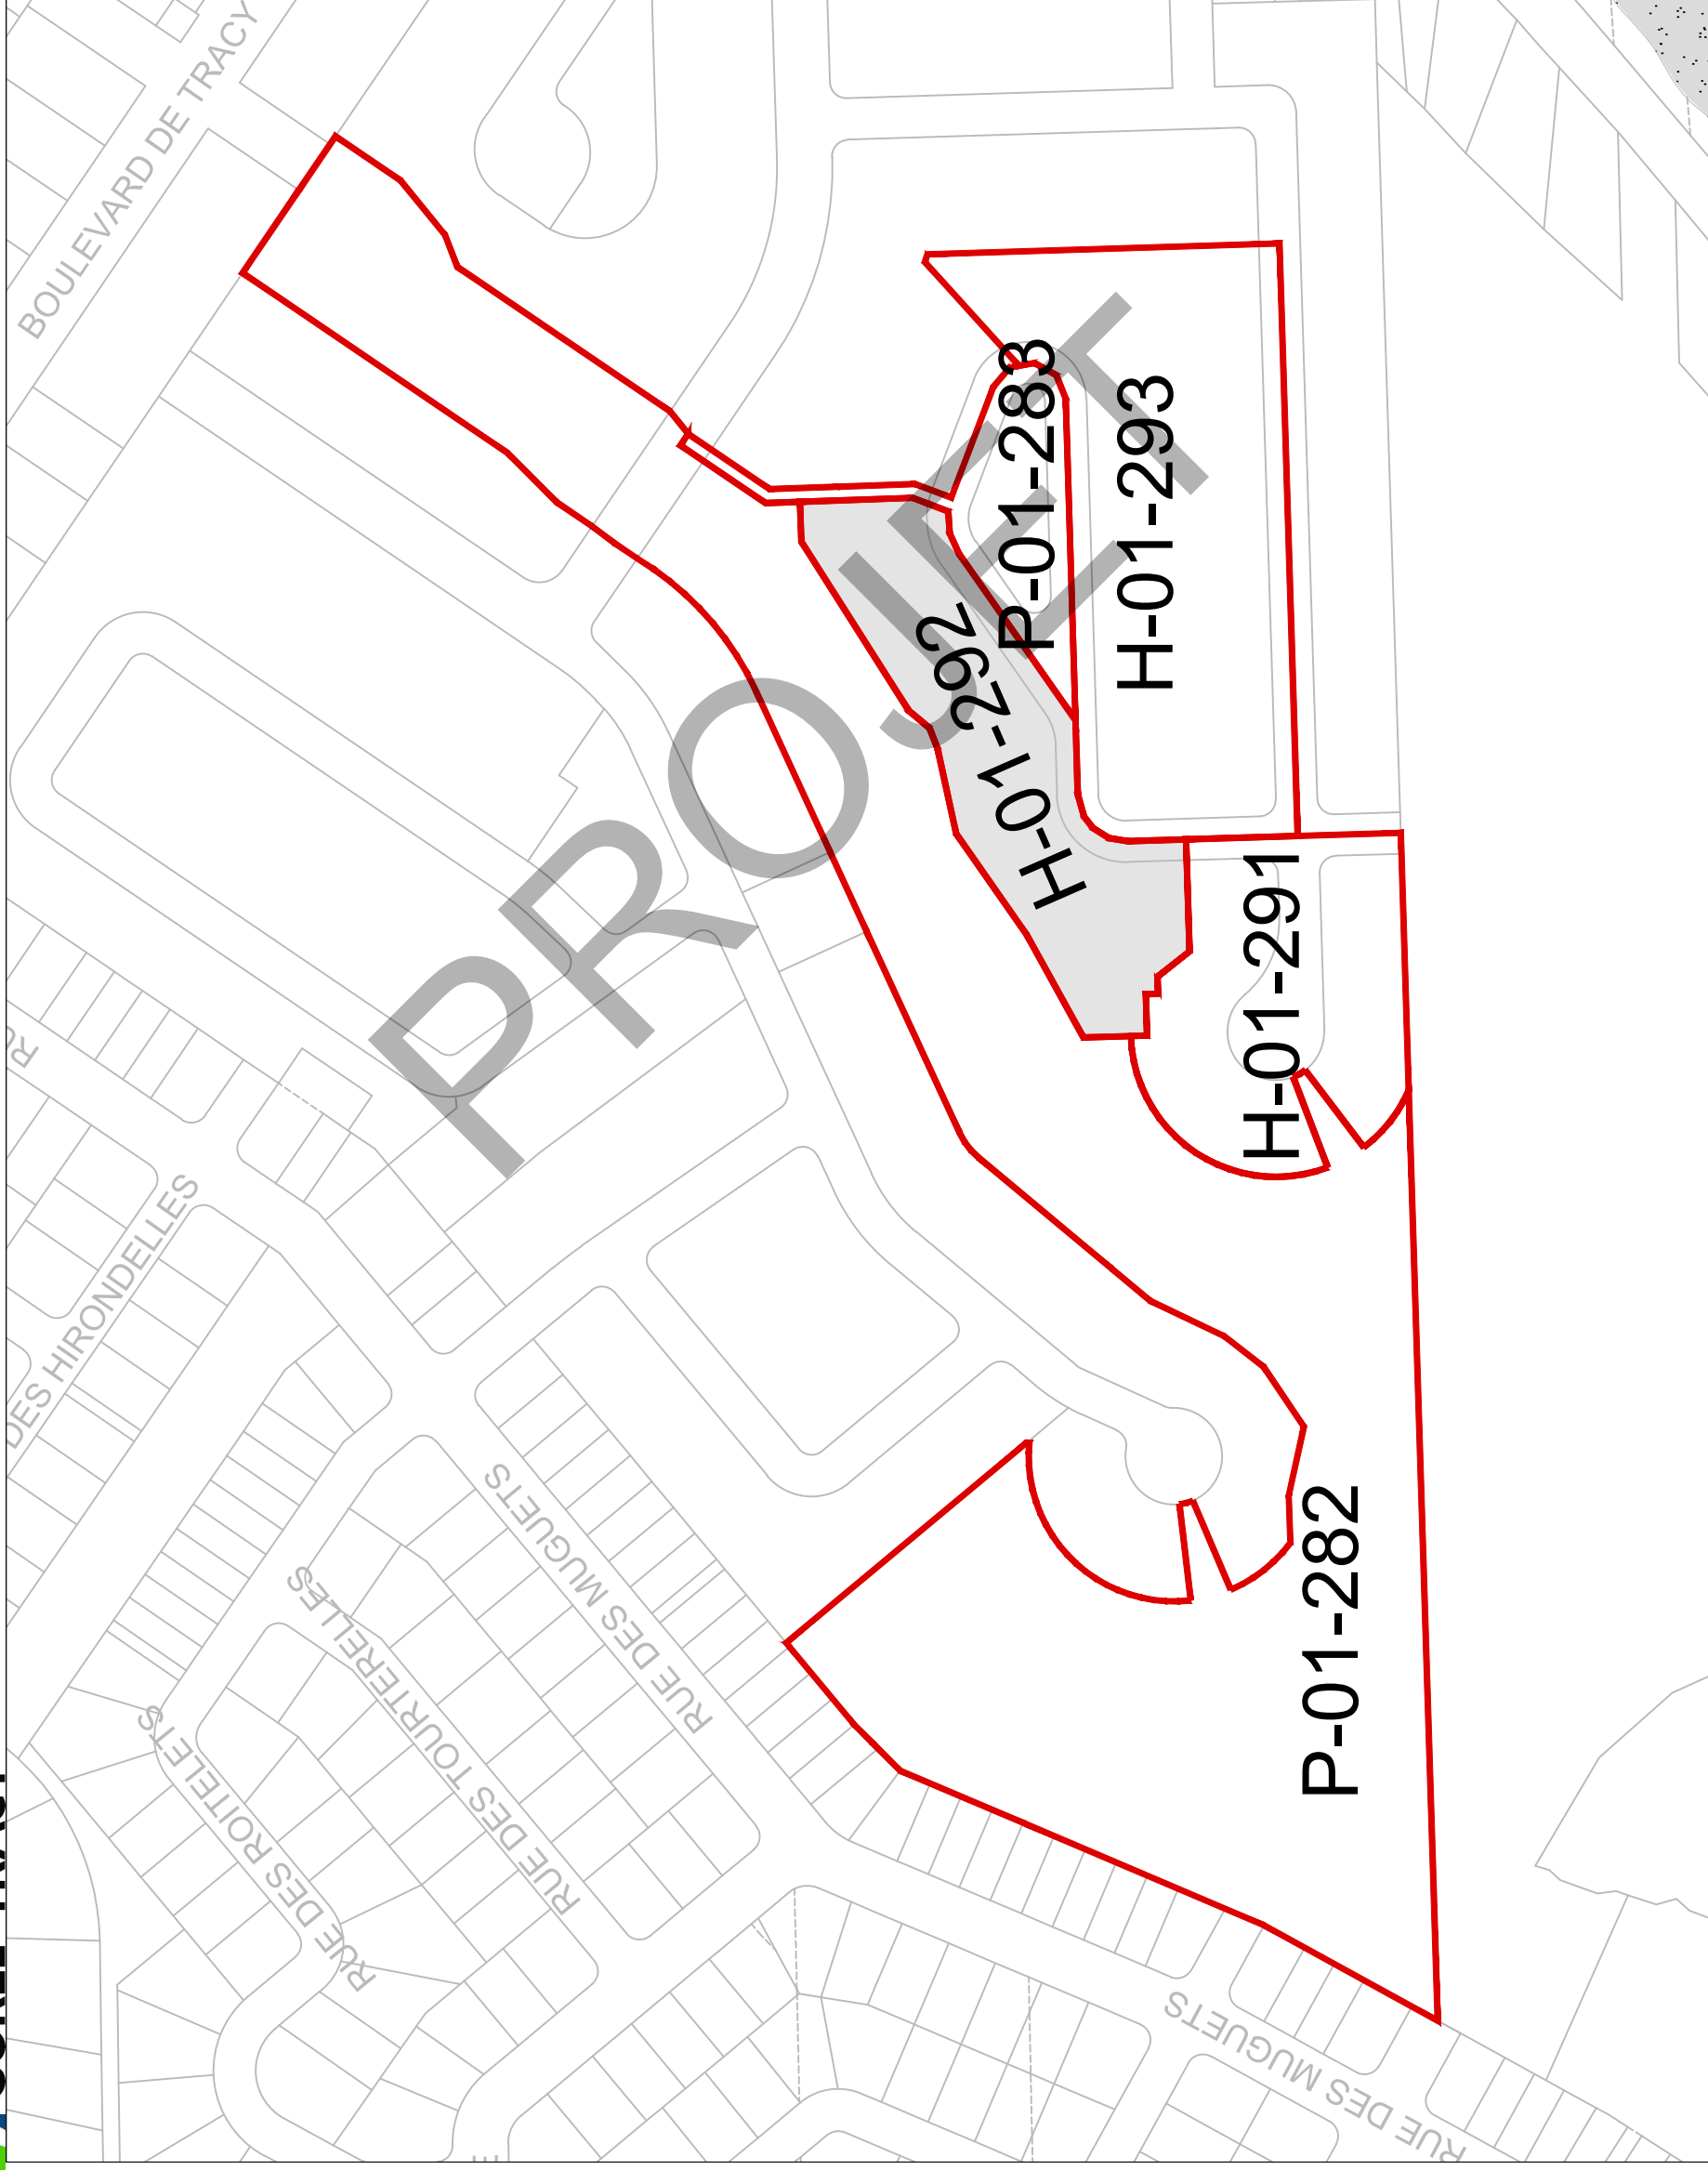 BOULEVARD DE TRACY
P-01-283
H-01-293
H-01-292
PROJET
H-01-291
DES HIRONDELLES
RUE DES MUGUETS
RUE DES TOURTERELLES
RUE DES ROITELETS
P-01-282
RUE DES MUGUETS